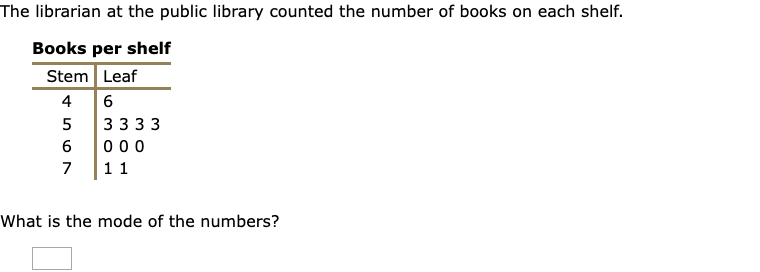 The librarian at the public library counted the number of books on each shelf.
Books per shelf
Stem Leaf
4 6
5 3 3 3 3
6 0 0 0
7 1 1
What is the mode of the numbers?